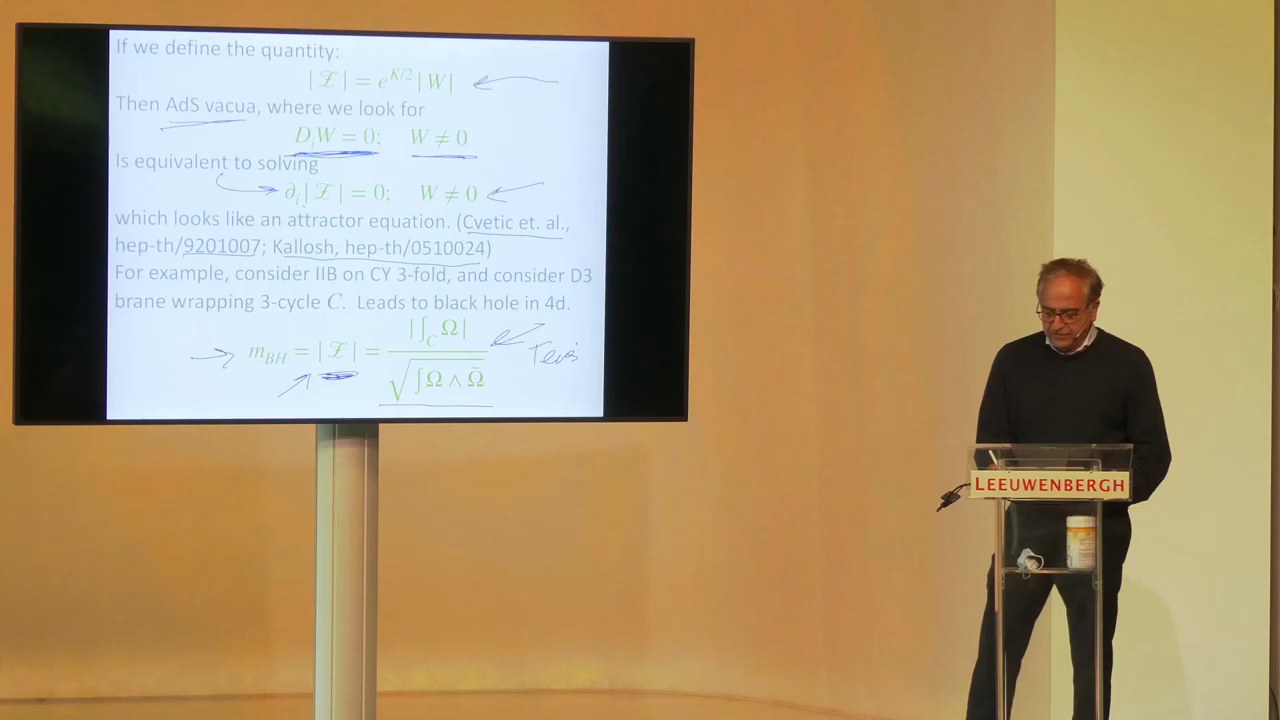 If we define the quantity:
|𝒵| = e^{K/2}|W|
Then AdS vacua, where we look for
D_iW = 0; W ≠ 0
Is equivalent to solving
∂_i|𝒵| = 0; W ≠ 0
which looks like an attractor equation. (Cvetic et. al.,
hep-th/9201007; Kallosh, hep-th/0510024)
For example, consider IIB on CY 3-fold, and consider D3
brane wrapping 3-cycle C. Leads to black hole in 4d.
m_{BH} = |𝒵| = |∫_C Ω| / √(∫Ω ∧ Ω̄)
LEEUWENBERGH